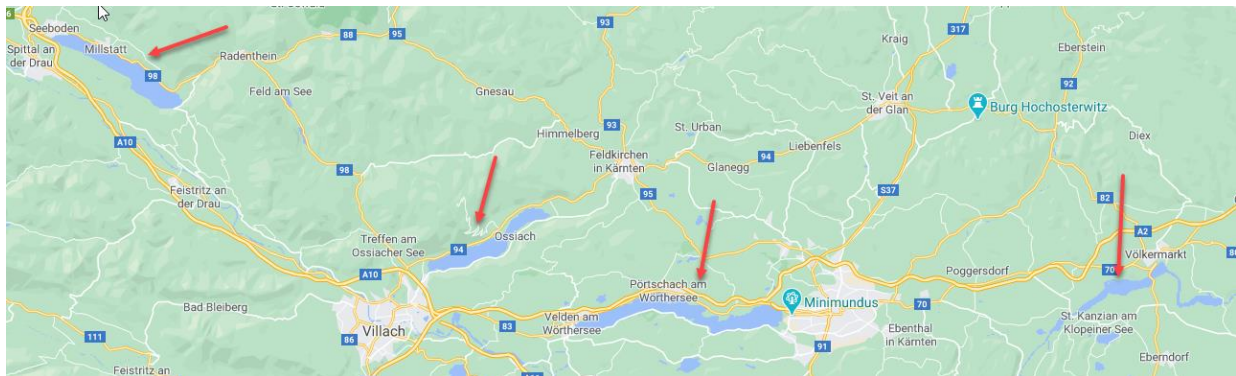 6
Seeboden
Spittal an
der Drau
Millstatt
98
Radenthein
88
95
93
317
Kraig
Eberstein
Feld am See
Gnesau
92
St. Veit an
der Glan
Burg Hochosterwitz
A10
Himmelberg
93
St. Urban
Diex
Liebenfels
Feldkirchen
in Kärnten
Glanegg
94
98
Feistritz an
der Drau
95
S37
82
Treffen am
Ossiacher See
94
Ossiach
A2
A10
Völkermarkt
70
80
Poggersdorf
Pörtschach am
Wörthersee
Bad Bleiberg
Minimundus
70
Velden am
Wörthersee
83
St. Kanzian am
Klopeiner See
Villach
86
Ebenthal
in Kärnten
111
91
Eberndorf
Feistritz an